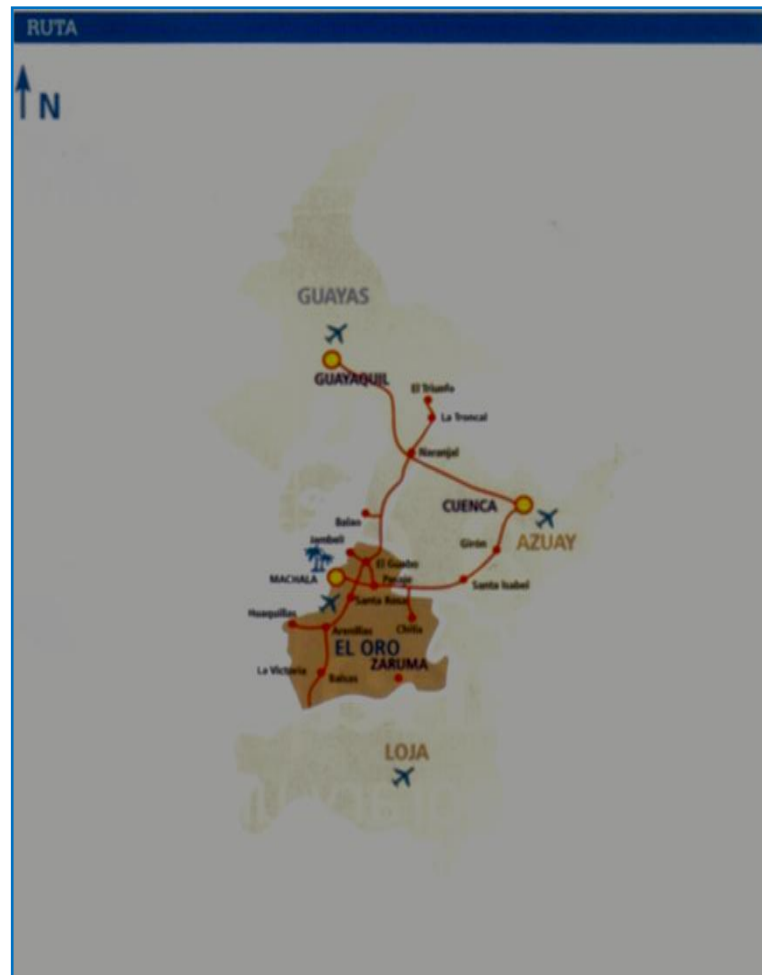 RUTA
N
GUAYAS
GUAYAQUIL
El Triunfo
La Troncal
Naranjal
CUENCA
AZUAY
Balao
Girón
Jambelí
El Guabo
MACHALA
Pasaje
Santa Isabel
Santa Rosa
Huaquillas
Arenillas
Chilla
EL ORO
ZARUMA
La Victoria
Balsas
LOJA